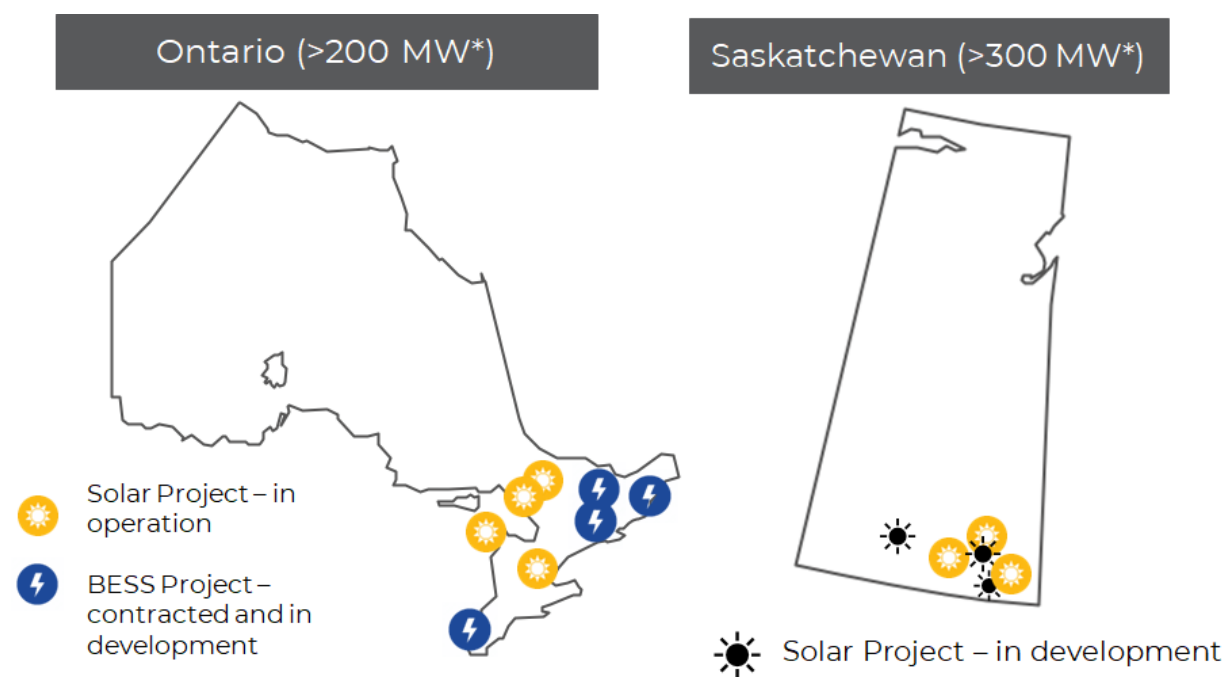 Ontario (>200 MW*)
Saskatchewan (>300 MW*)
Solar Project – in
operation
BESS Project –
contracted and in
development
Solar Project – in development